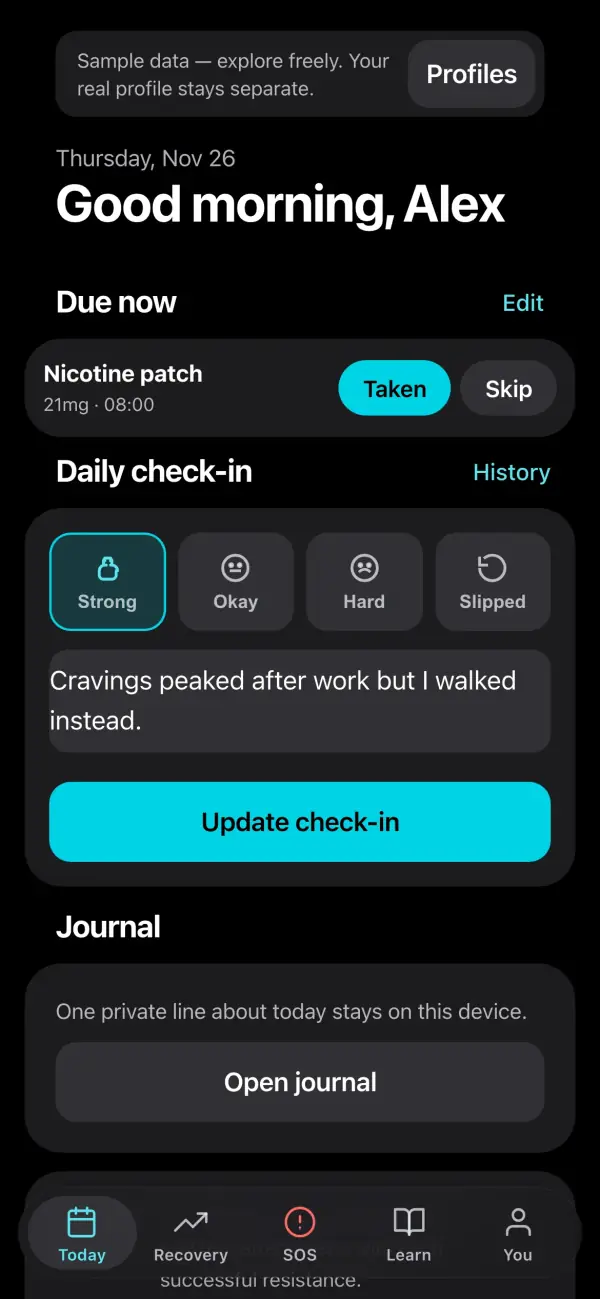 Sample data — explore freely. Your
real profile stays separate.
Profiles
Thursday, Nov 26
Good morning, Alex
Due now
Edit
Nicotine patch
21mg · 08:00
Taken
Skip
Daily check-in
History
Strong
Okay
Hard
Slipped
Cravings peaked after work but I walked
instead.
Update check-in
Journal
One private line about today stays on this device.
Open journal
Today
Recovery
SOS
Learn
You
successful resistance.